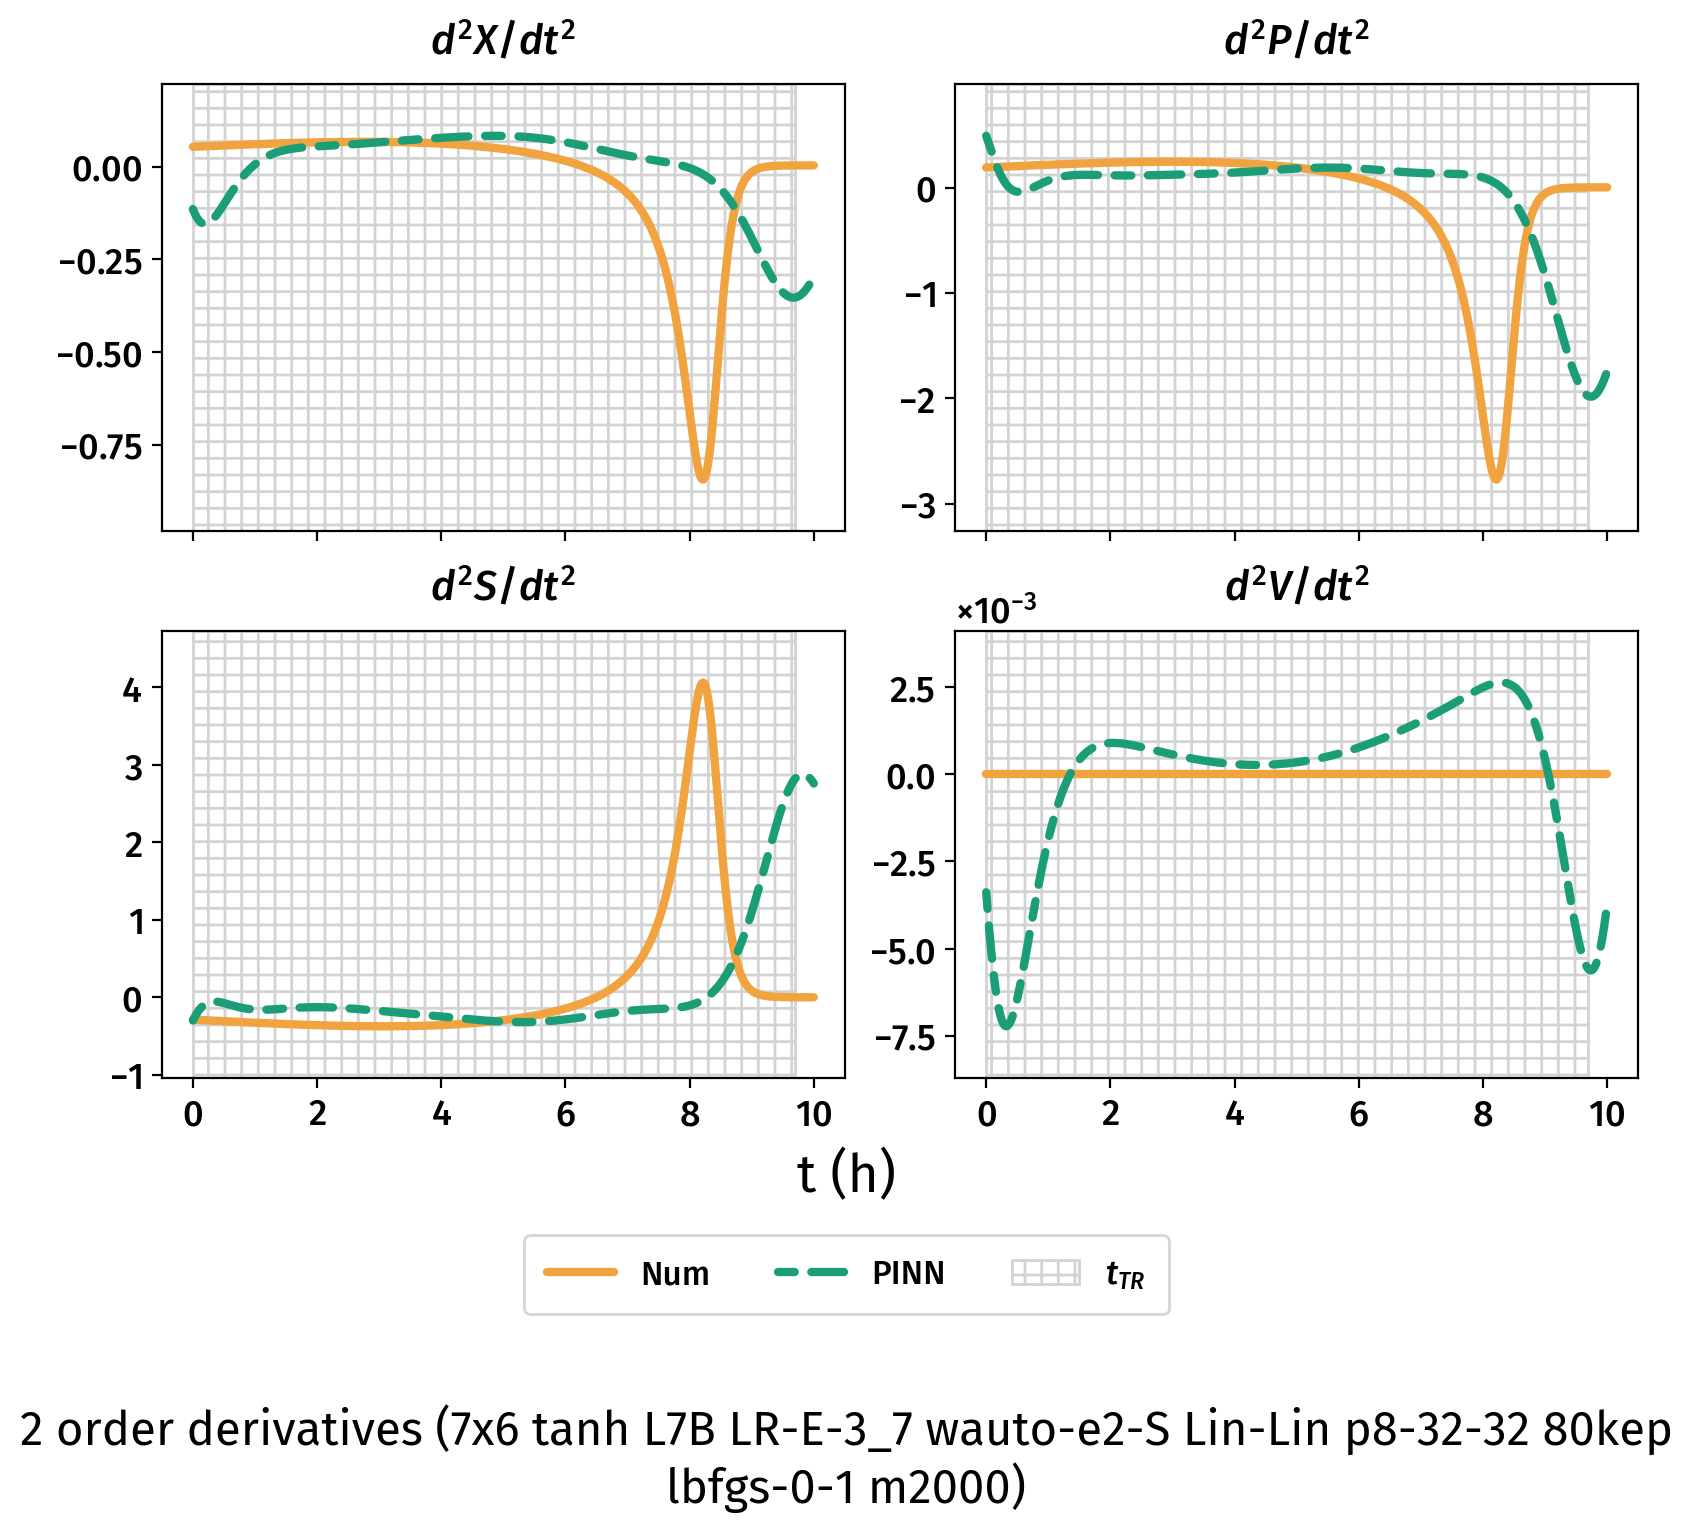 d²X/dt²
d²P/dt²
0.00
−0.25
−0.50
−0.75
0
−1
−2
−3
d²S/dt²
d²V/dt²
×10⁻³
4
3
2
1
0
−1
2.5
0.0
−2.5
−5.0
−7.5
0 2 4 6 8 10
0 2 4 6 8 10
t (h)
Num PINN t_TR
2 order derivatives (7x6 tanh L7B LR-E-3_7 wauto-e2-S Lin-Lin p8-32-32 80kep
lbfgs-0-1 m2000)